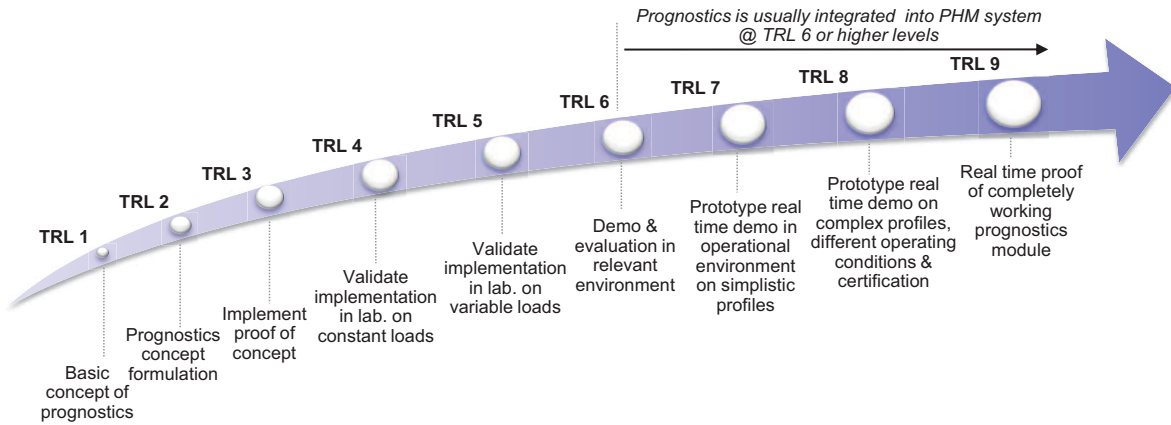 Prognostics is usually integrated into PHM system
@ TRL 6 or higher levels
TRL 1
Basic
concept of
prognostics
TRL 2
Prognostics
concept
formulation
TRL 3
Implement
proof of
concept
TRL 4
Validate
implementation
in lab. on
constant loads
TRL 5
Validate
implementation
in lab. on
variable loads
TRL 6
Demo &
evaluation in
relevant
environment
TRL 7
Prototype real
time demo in
operational
environment
on simplistic
profiles
TRL 8
Prototype real
time demo on
complex profiles,
different operating
conditions &
certification
TRL 9
Real time proof
of completely
working
prognostics
module